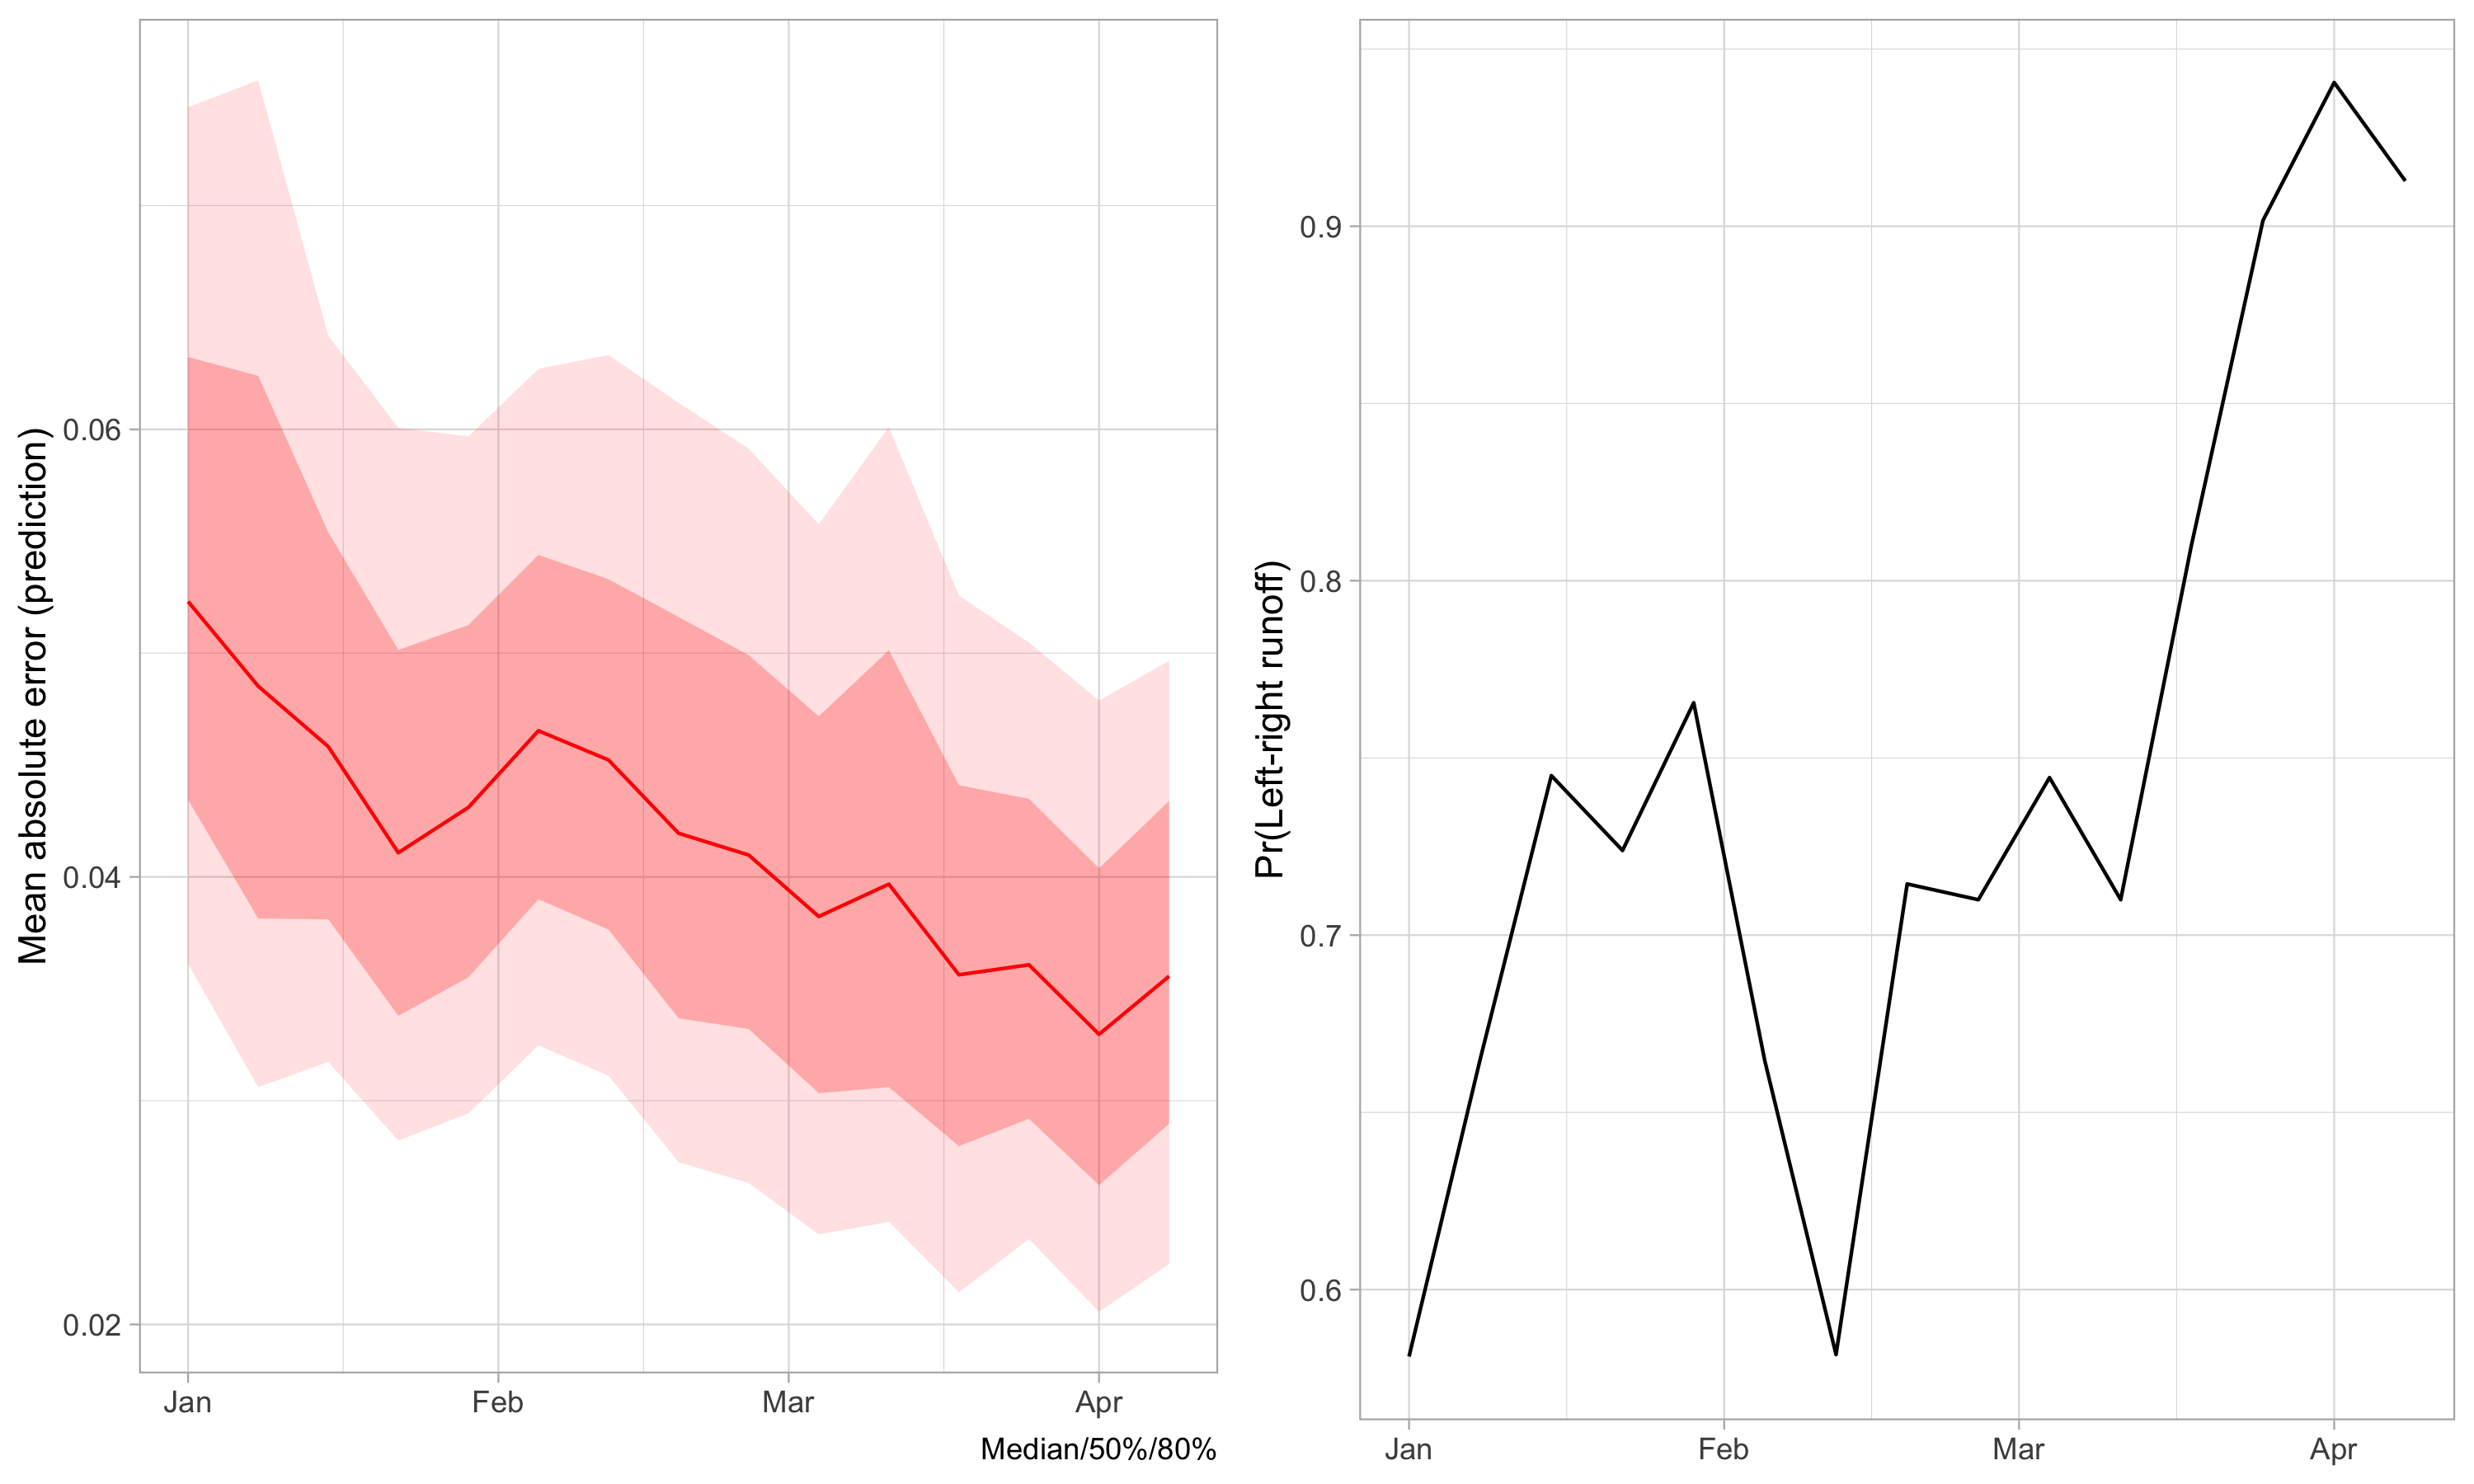 Mean absolute error (prediction)
0.06
0.04
0.02
Jan Feb Mar Apr
Median/50%/80%
Pr(Left-right runoff)
0.9
0.8
0.7
0.6
Jan Feb Mar Apr